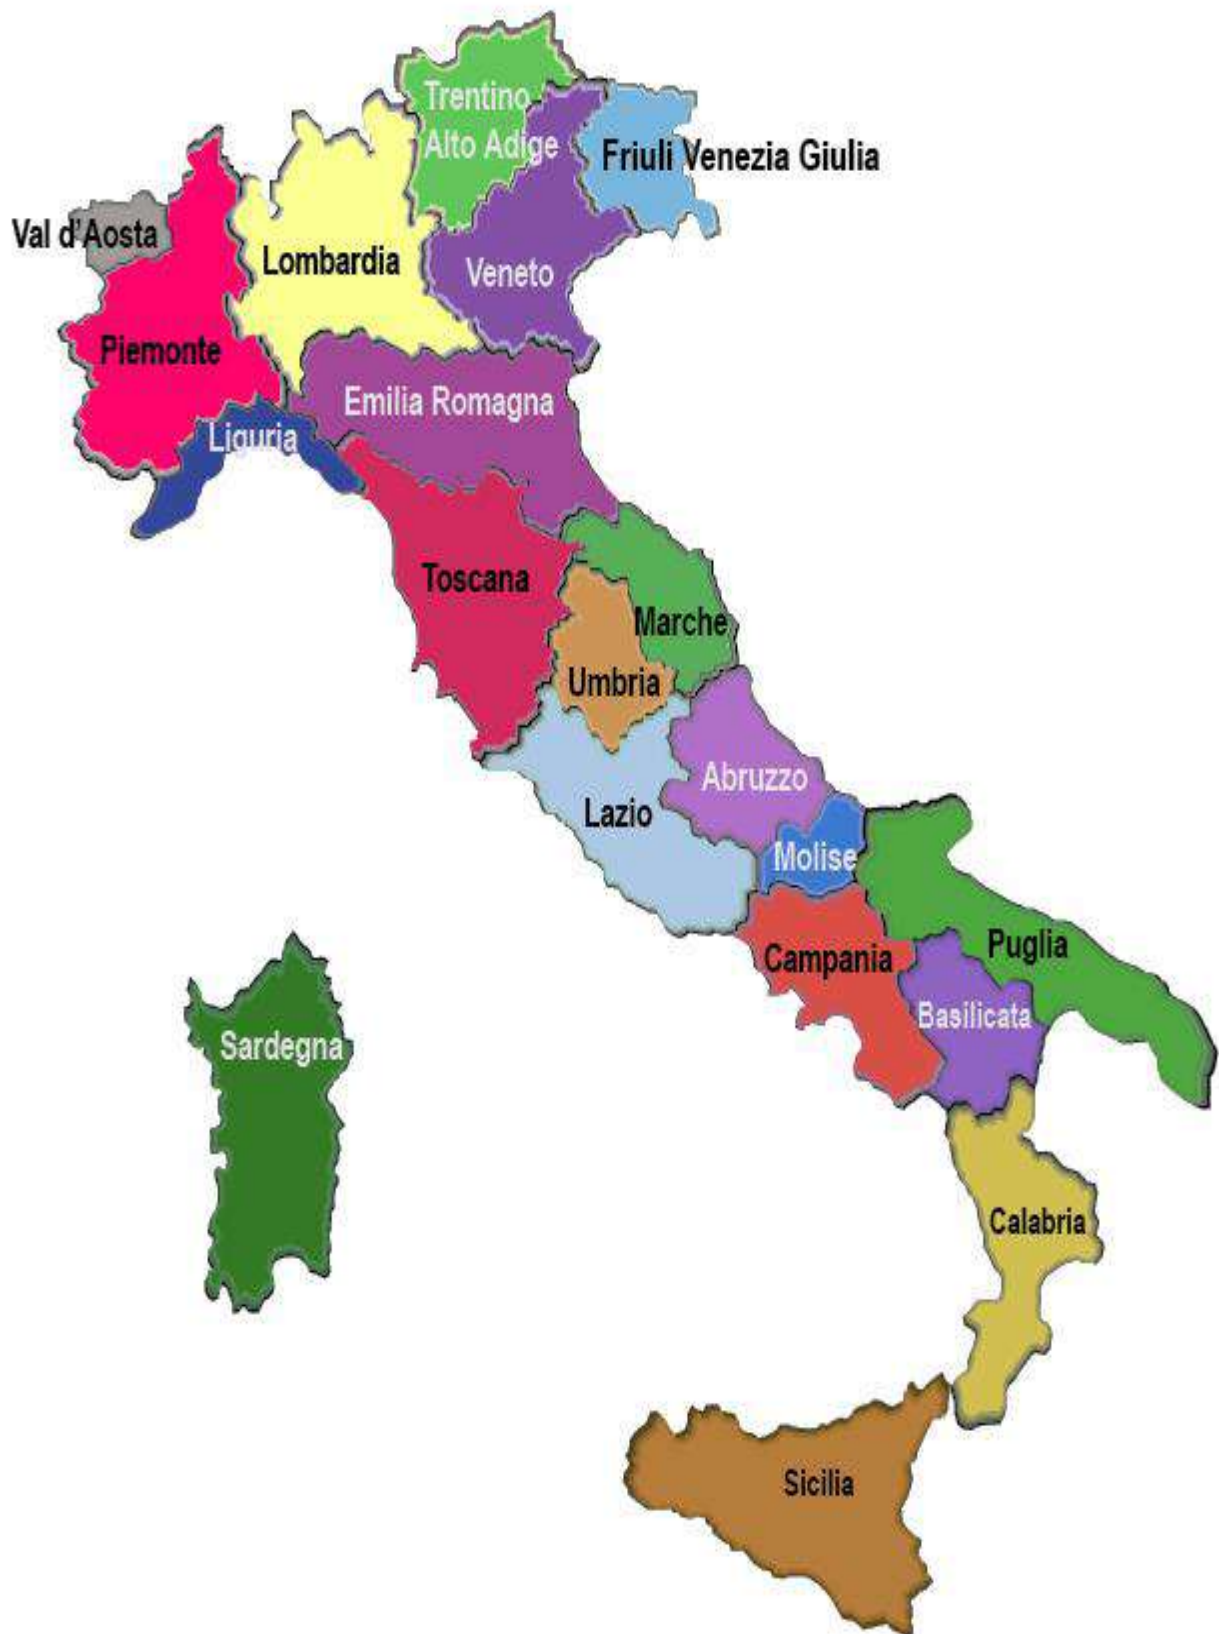 Trentino
Alto Adige
Friuli Venezia Giulia
Val d'Aosta
Lombardia
Veneto
Piemonte
Emilia Romagna
Liguria
Toscana
Marche
Umbria
Abruzzo
Lazio
Molise
Campania
Puglia
Basilicata
Sardegna
Calabria
Sicilia